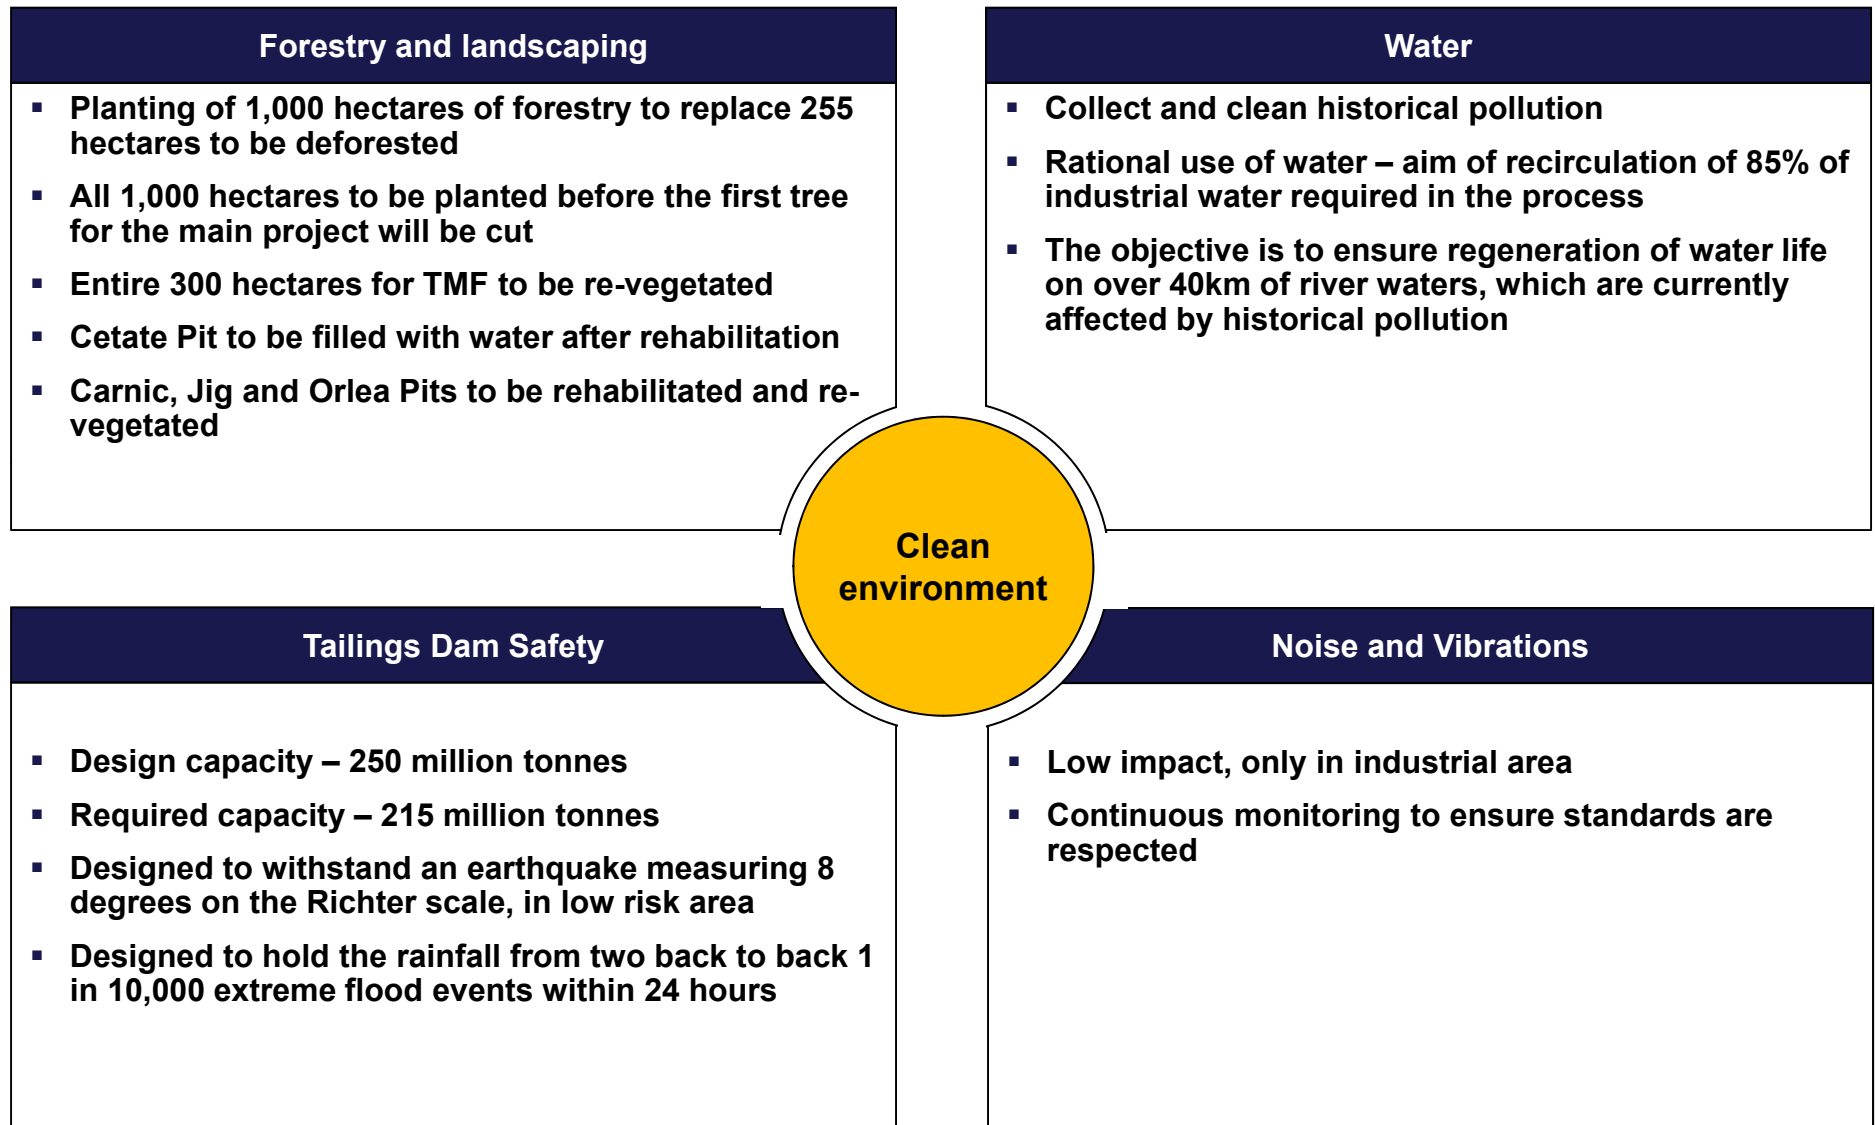 Forestry and landscaping
▪ Planting of 1,000 hectares of forestry to replace 255
hectares to be deforested
▪ All 1,000 hectares to be planted before the first tree
for the main project will be cut
▪ Entire 300 hectares for TMF to be re-vegetated
▪ Cetate Pit to be filled with water after rehabilitation
▪ Carnic, Jig and Orlea Pits to be rehabilitated and re-
vegetated
Water
▪ Collect and clean historical pollution
▪ Rational use of water – aim of recirculation of 85% of
industrial water required in the process
▪ The objective is to ensure regeneration of water life
on over 40km of river waters, which are currently
affected by historical pollution
Clean
environment
Tailings Dam Safety
▪ Design capacity – 250 million tonnes
▪ Required capacity – 215 million tonnes
▪ Designed to withstand an earthquake measuring 8
degrees on the Richter scale, in low risk area
▪ Designed to hold the rainfall from two back to back 1
in 10,000 extreme flood events within 24 hours
Noise and Vibrations
▪ Low impact, only in industrial area
▪ Continuous monitoring to ensure standards are
respected